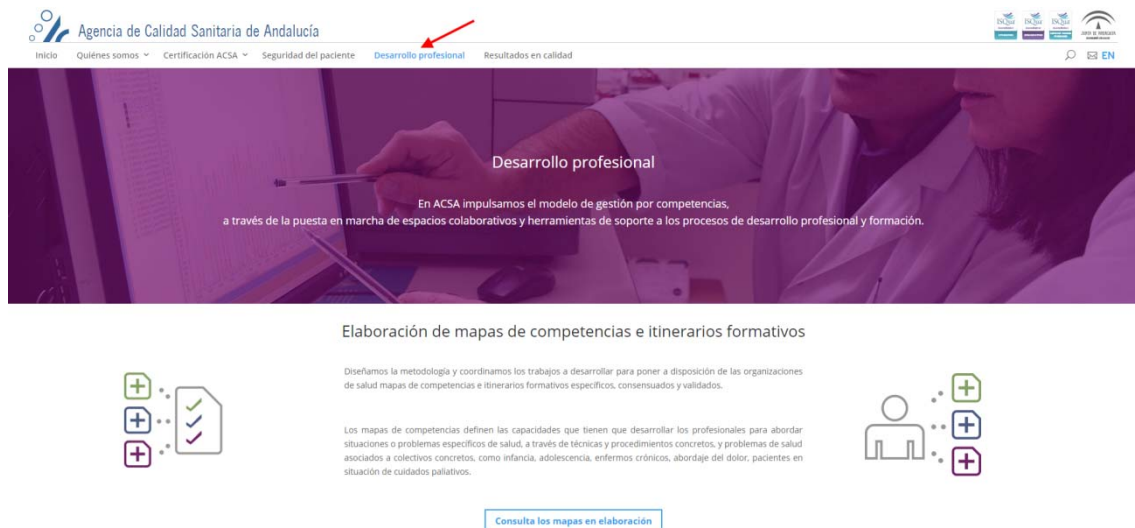 Agencia de Calidad Sanitaria de Andalucía
Inicio Quiénes somos Certificación ACSA Seguridad del paciente Desarrollo profesional Resultados en calidad EN
Desarrollo profesional
En ACSA impulsamos el modelo de gestión por competencias,
a través de la puesta en marcha de espacios colaborativos y herramientas de soporte a los procesos de desarrollo profesional y formación.
Elaboración de mapas de competencias e itinerarios formativos
Diseñamos la metodología y coordinamos los trabajos a desarrollar para poner a disposición de las organizaciones
de salud mapas de competencias e itinerarios formativos específicos, consensuados y validados.
Los mapas de competencias definen las capacidades que tienen que desarrollar los profesionales para abordar
situaciones o problemas específicos de salud, a través de técnicas y procedimientos concretos, y problemas de salud
asociados a colectivos concretos, como infancia, adolescencia, enfermos crónicos, abordaje del dolor, pacientes en
situación de cuidados paliativos.
Consulta los mapas en elaboración